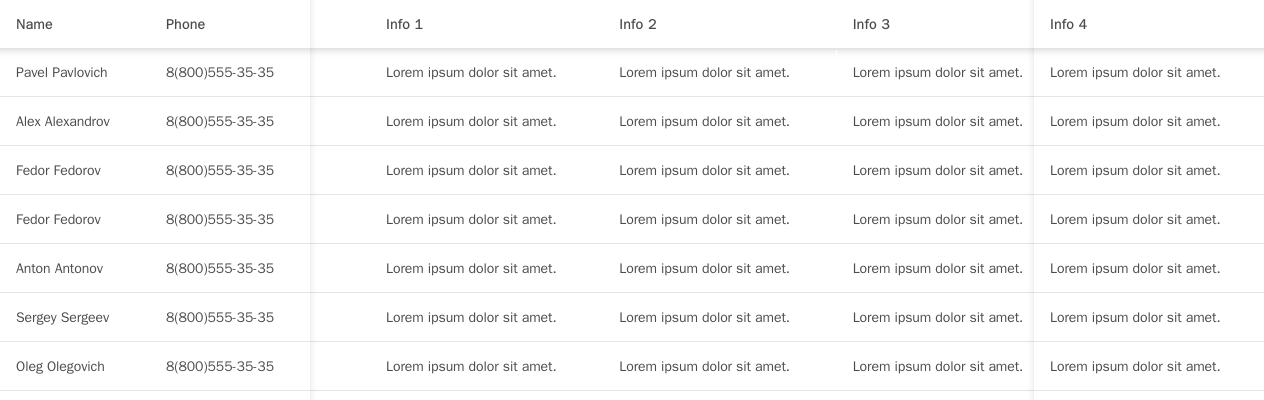 Name Phone Info 1 Info 2 Info 3 Info 4
Pavel Pavlovich 8(800)555-35-35 Lorem ipsum dolor sit amet. Lorem ipsum dolor sit amet. Lorem ipsum dolor sit amet. Lorem ipsum dolor sit amet.
Alex Alexandrov 8(800)555-35-35 Lorem ipsum dolor sit amet. Lorem ipsum dolor sit amet. Lorem ipsum dolor sit amet. Lorem ipsum dolor sit amet.
Fedor Fedorov 8(800)555-35-35 Lorem ipsum dolor sit amet. Lorem ipsum dolor sit amet. Lorem ipsum dolor sit amet. Lorem ipsum dolor sit amet.
Fedor Fedorov 8(800)555-35-35 Lorem ipsum dolor sit amet. Lorem ipsum dolor sit amet. Lorem ipsum dolor sit amet. Lorem ipsum dolor sit amet.
Anton Antonov 8(800)555-35-35 Lorem ipsum dolor sit amet. Lorem ipsum dolor sit amet. Lorem ipsum dolor sit amet. Lorem ipsum dolor sit amet.
Sergey Sergeev 8(800)555-35-35 Lorem ipsum dolor sit amet. Lorem ipsum dolor sit amet. Lorem ipsum dolor sit amet. Lorem ipsum dolor sit amet.
Oleg Olegovich 8(800)555-35-35 Lorem ipsum dolor sit amet. Lorem ipsum dolor sit amet. Lorem ipsum dolor sit amet. Lorem ipsum dolor sit amet.